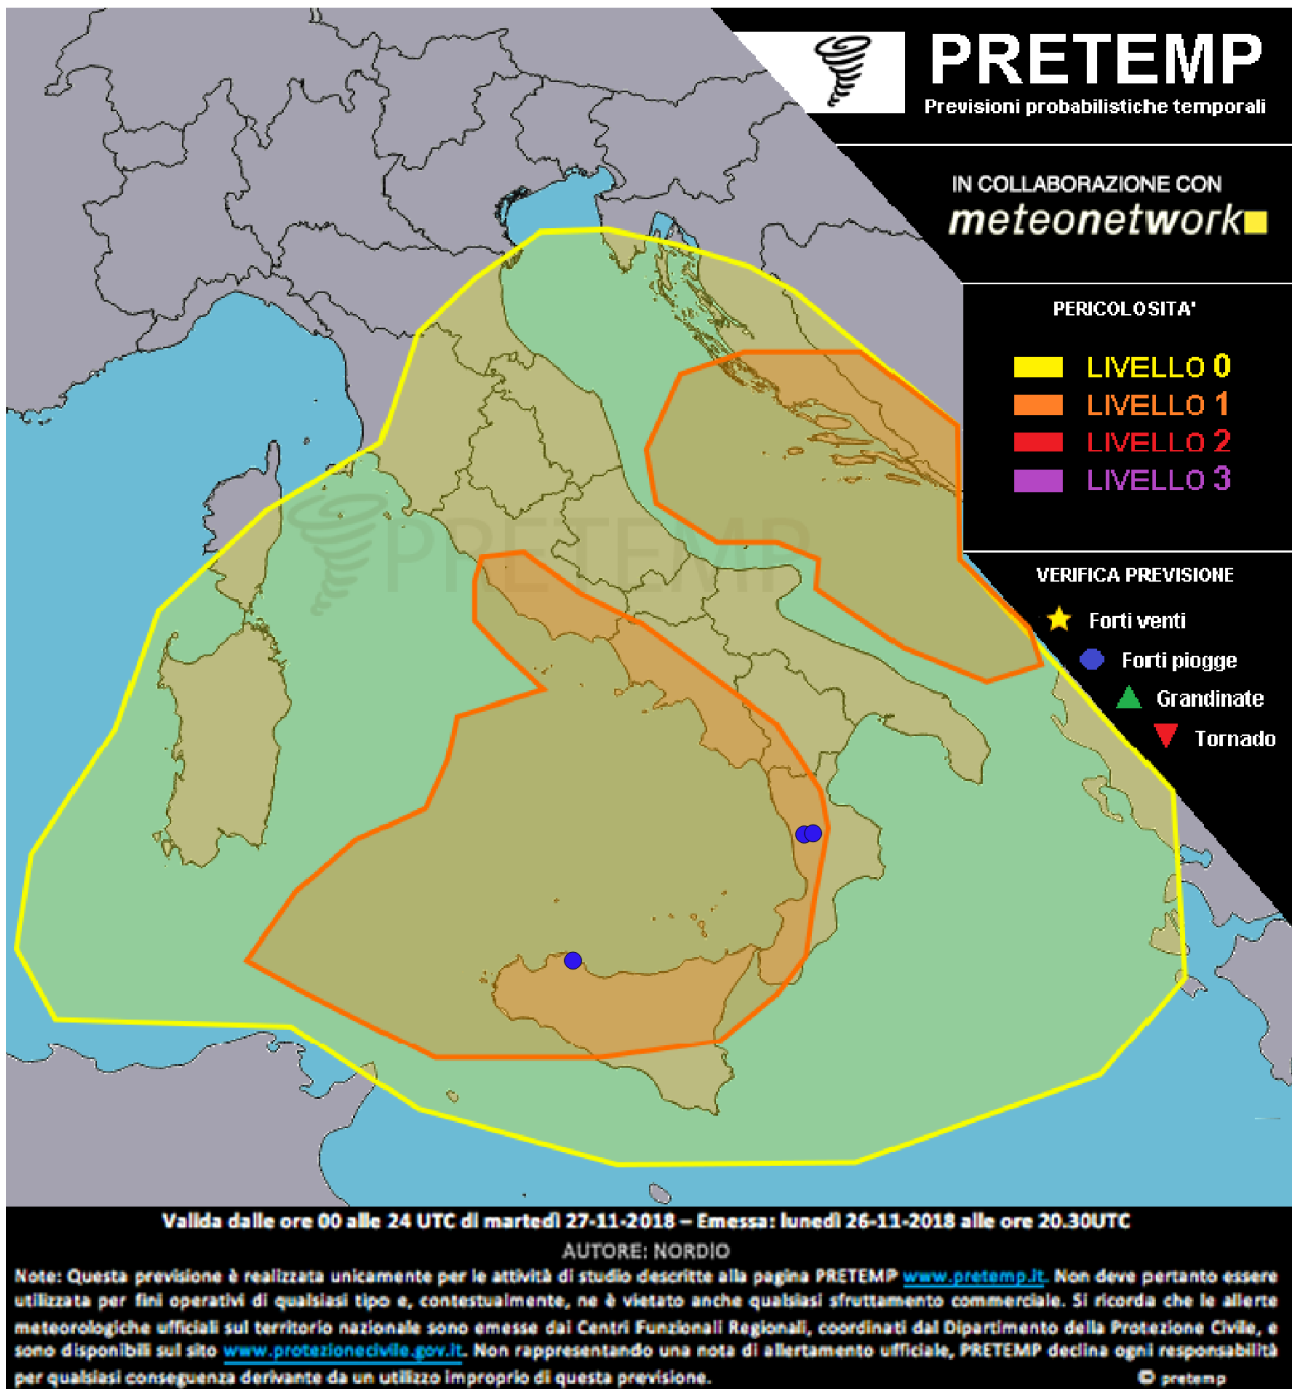 PRETEMP
Previsioni probabilistiche temporali
IN COLLABORAZIONE CON
meteonetwork
PERICOLOSITA'
LIVELLO 0
LIVELLO 1
LIVELLO 2
LIVELLO 3
PRETEMP
VERIFICA PREVISIONE
Forti venti
Forti piogge
Grandinate
Tornado
Valida dalle ore 00 alle 24 UTC di martedì 27-11-2018 – Emessa: lunedì 26-11-2018 alle ore 20.30UTC
AUTORE: NORDIO
Note: Questa previsione è realizzata unicamente per le attività di studio descritte alla pagina PRETEMP www.pretemp.it. Non deve pertanto essere
utilizzata per fini operativi di qualsiasi tipo e, contestualmente, ne è vietato anche qualsiasi sfruttamento commerciale. Si ricorda che le allerte
meteorologiche ufficiali sul territorio nazionale sono emesse dai Centri Funzionali Regionali, coordinati dal Dipartimento della Protezione Civile, e
sono disponibili sul sito www.protezionecivile.gov.it. Non rappresentando una nota di allertamento ufficiale, PRETEMP declina ogni responsabilità
per qualsiasi conseguenza derivante da un utilizzo improprio di questa previsione.
© pretemp